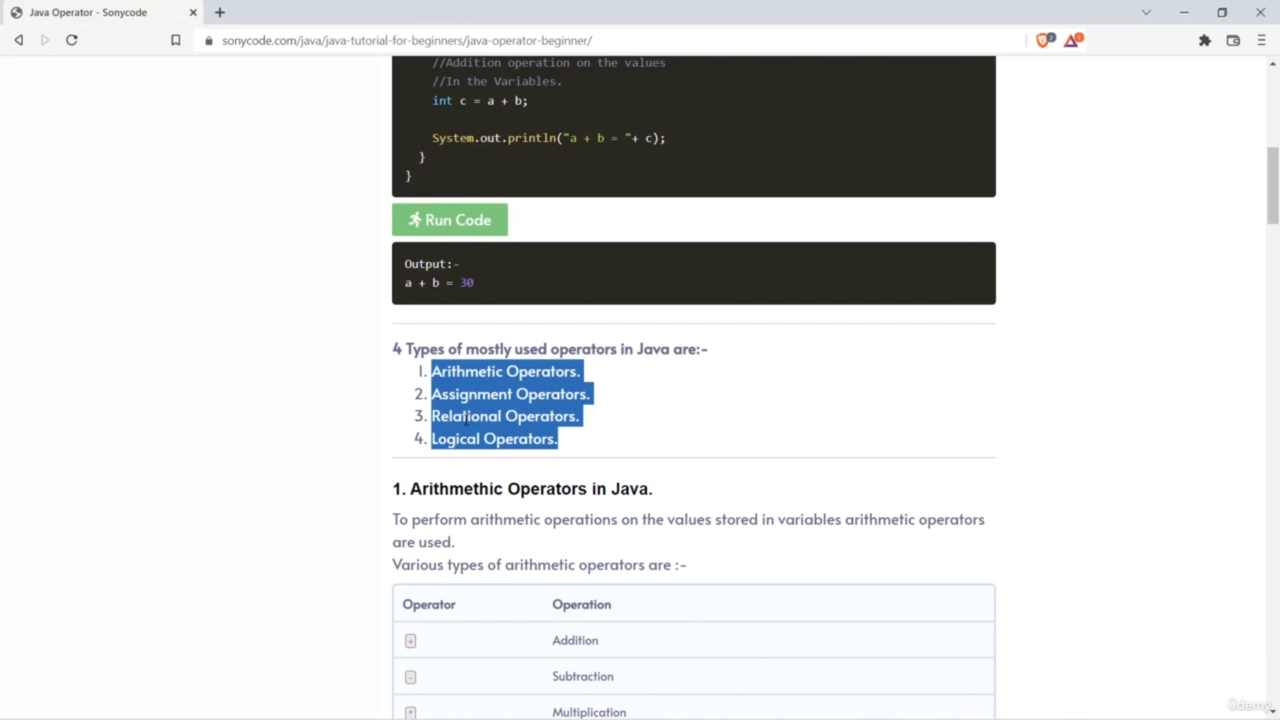 Java Operator - Sonycode
sonycode.com/java/java-tutorial-for-beginners/java-operator-beginner/
//Addition operation on the values
//In the Variables.
int c = a + b;
System.out.println("a + b = "+ c);
}
}
Run Code
Output:-
a + b = 30
4 Types of mostly used operators in Java are:-
1. Arithmetic Operators.
2. Assignment Operators.
3. Relational Operators.
4. Logical Operators.
1. Arithmethic Operators in Java.
To perform arithmetic operations on the values stored in variables arithmetic operators
are used.
Various types of arithmetic operators are :-
Operator Operation
+ Addition
- Subtraction
* Multiplication
ûdemy